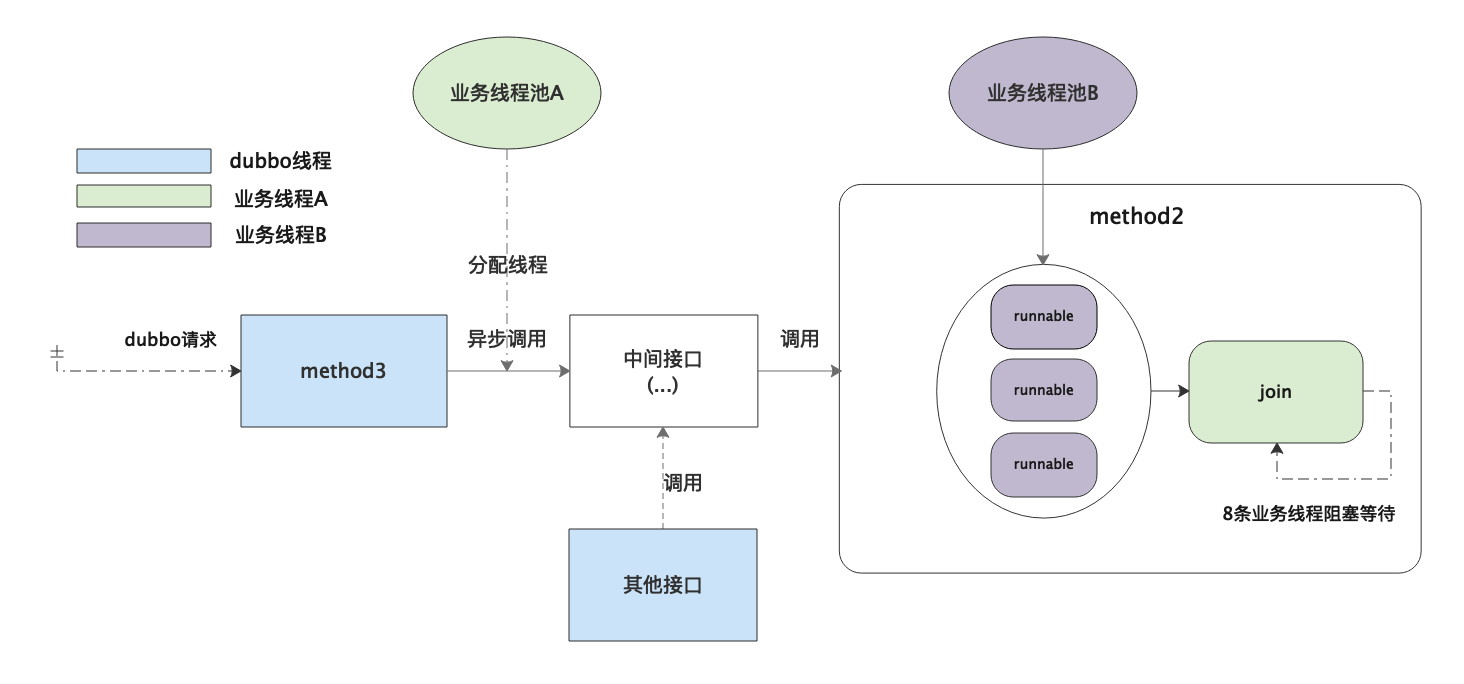 业务线程池A
业务线程池B
dubbo线程
业务线程A
业务线程B
method2
分配线程
runnable
dubbo请求
异步调用
调用
method3
中间接口
(...)
runnable
join
runnable
调用
8条业务线程阻塞等待
其他接口